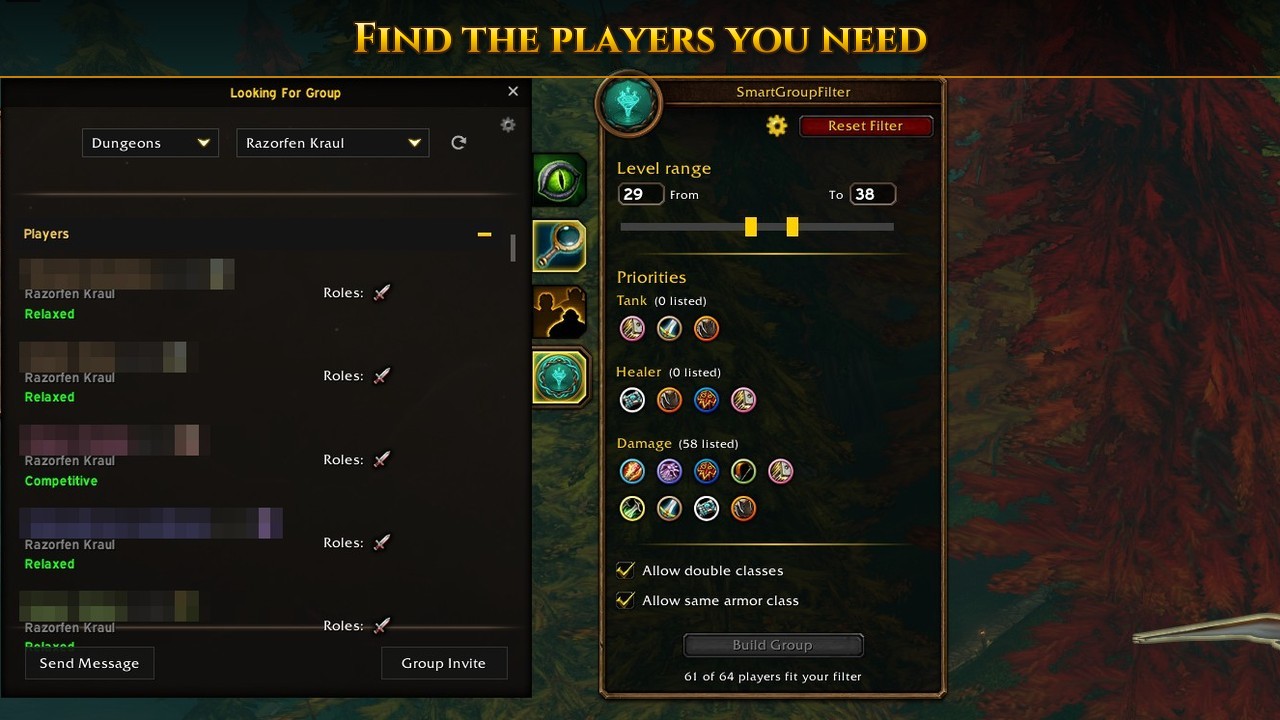 FIND THE PLAYERS YOU NEED
Looking For Group
Dungeons
Razorfen Kraul
Players
Razorfen Kraul
Relaxed
Roles:
Razorfen Kraul
Relaxed
Roles:
Razorfen Kraul
Competitive
Roles:
Razorfen Kraul
Relaxed
Roles:
Razorfen Kraul
Relaxed
Roles:
Send Message
Group Invite
SmartGroupFilter
Reset Filter
Level range
29 From
To 38
Priorities
Tank (0 listed)
Healer (0 listed)
Damage (58 listed)
Allow double classes
Allow same armor class
Build Group
61 of 64 players fit your filter